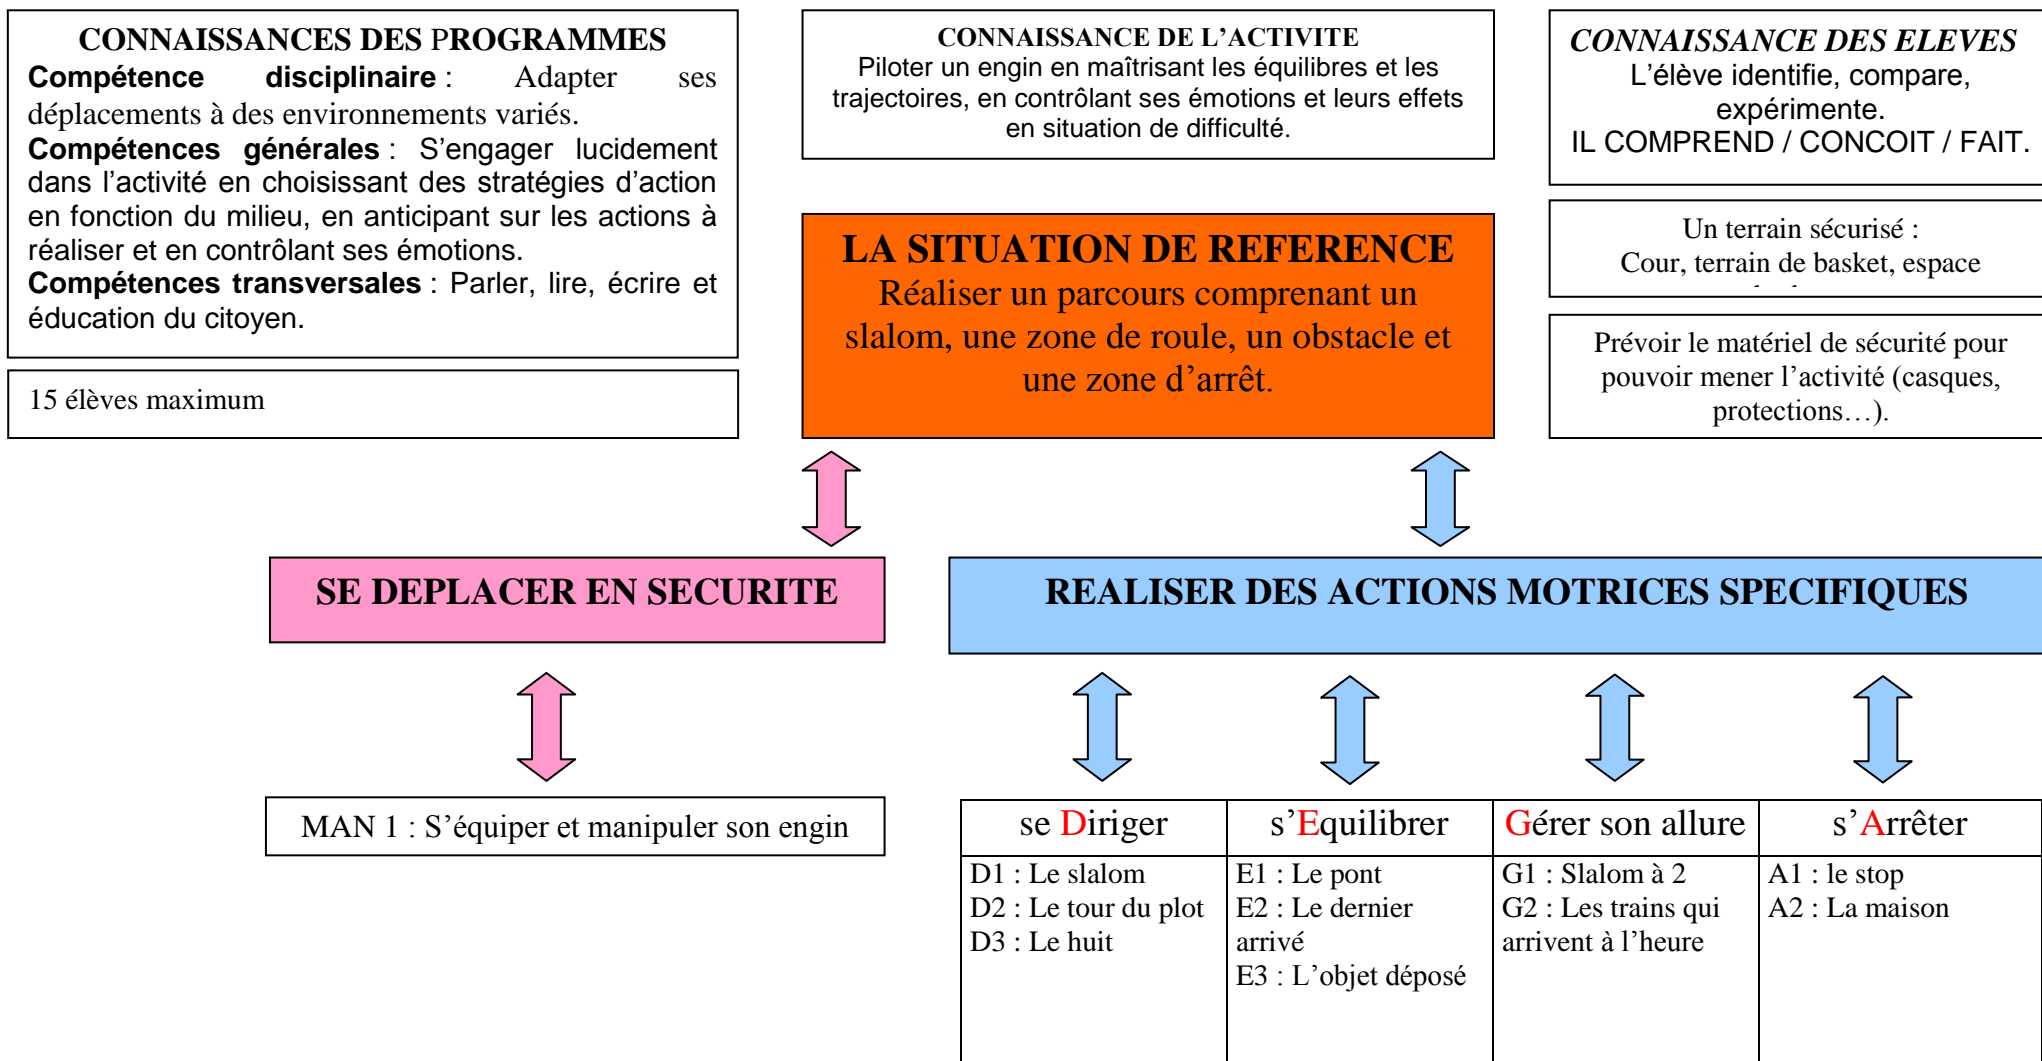 CONNAISSANCES DES PROGRAMMES
Compétence disciplinaire : Adapter ses
déplacements à des environnements variés.
Compétences générales : S’engager lucidement
dans l’activité en choisissant des stratégies d’action
en fonction du milieu, en anticipant sur les actions à
réaliser et en contrôlant ses émotions.
Compétences transversales : Parler, lire, écrire et
éducation du citoyen.
15 élèves maximum
CONNAISSANCE DE L’ACTIVITE
Piloter un engin en maîtrisant les équilibres et les
trajectoires, en contrôlant ses émotions et leurs effets
en situation de difficulté.
LA SITUATION DE REFERENCE
Réaliser un parcours comprenant un
slalom, une zone de roule, un obstacle et
une zone d’arrêt.
CONNAISSANCE DES ELEVES
L’élève identifie, compare,
expérimente.
IL COMPREND / CONCOIT / FAIT.
Un terrain sécurisé :
Cour, terrain de basket, espace
Prévoir le matériel de sécurité pour
pouvoir mener l’activité (casques,
protections…).
SE DEPLACER EN SECURITE
REALISER DES ACTIONS MOTRICES SPECIFIQUES
MAN 1 : S’équiper et manipuler son engin
se Diriger
D1 : Le slalom
D2 : Le tour du plot
D3 : Le huit
s’Equilibrer
E1 : Le pont
E2 : Le dernier
arrivé
E3 : L’objet déposé
Gérer son allure
G1 : Slalom à 2
G2 : Les trains qui
arrivent à l’heure
s’Arrêter
A1 : le stop
A2 : La maison